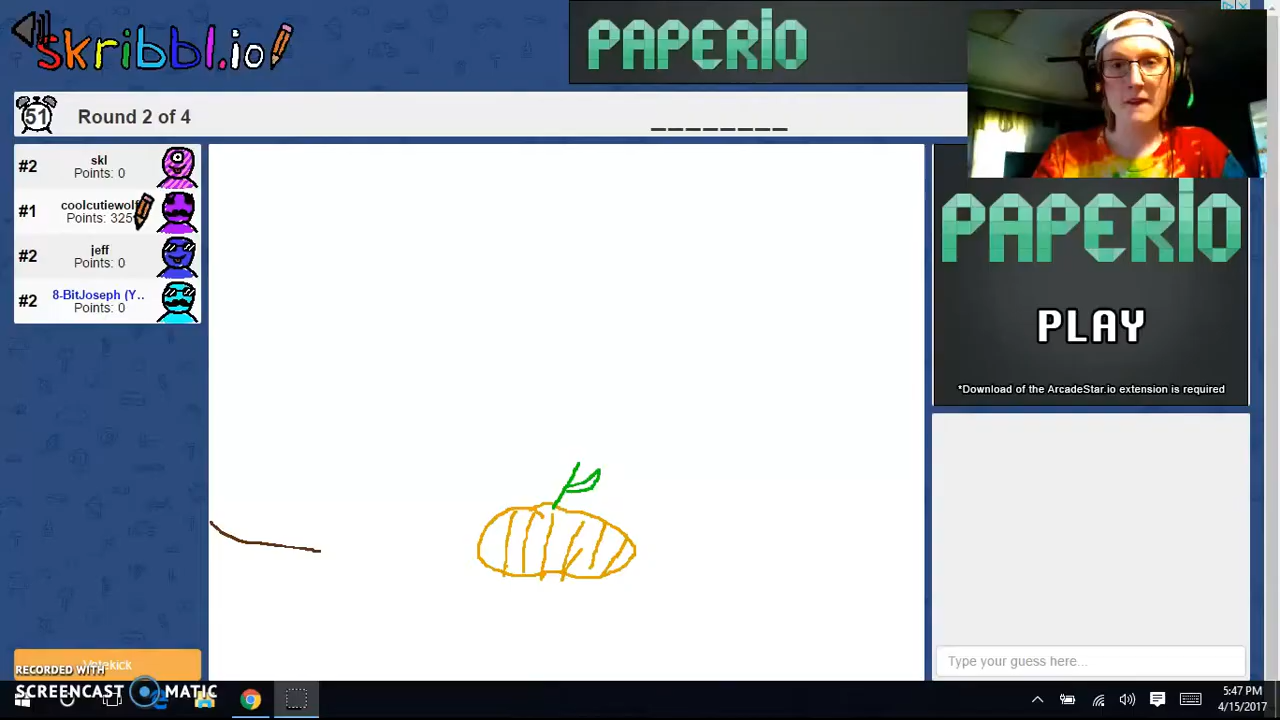 skribbl.io
PAPERIO
51
Round 2 of 4
________
#2
skl
Points: 0
#1
coolcutiewolf
Points: 325
#2
jeff
Points: 0
#2
8-BitJoseph (Y..
Points: 0
PAPERIO
PLAY
*Download of the ArcadeStar.io extension is required
Type your guess here...
Votekick
RECORDED WITH
SCREENCAST MATIC
5:47 PM
4/15/2017